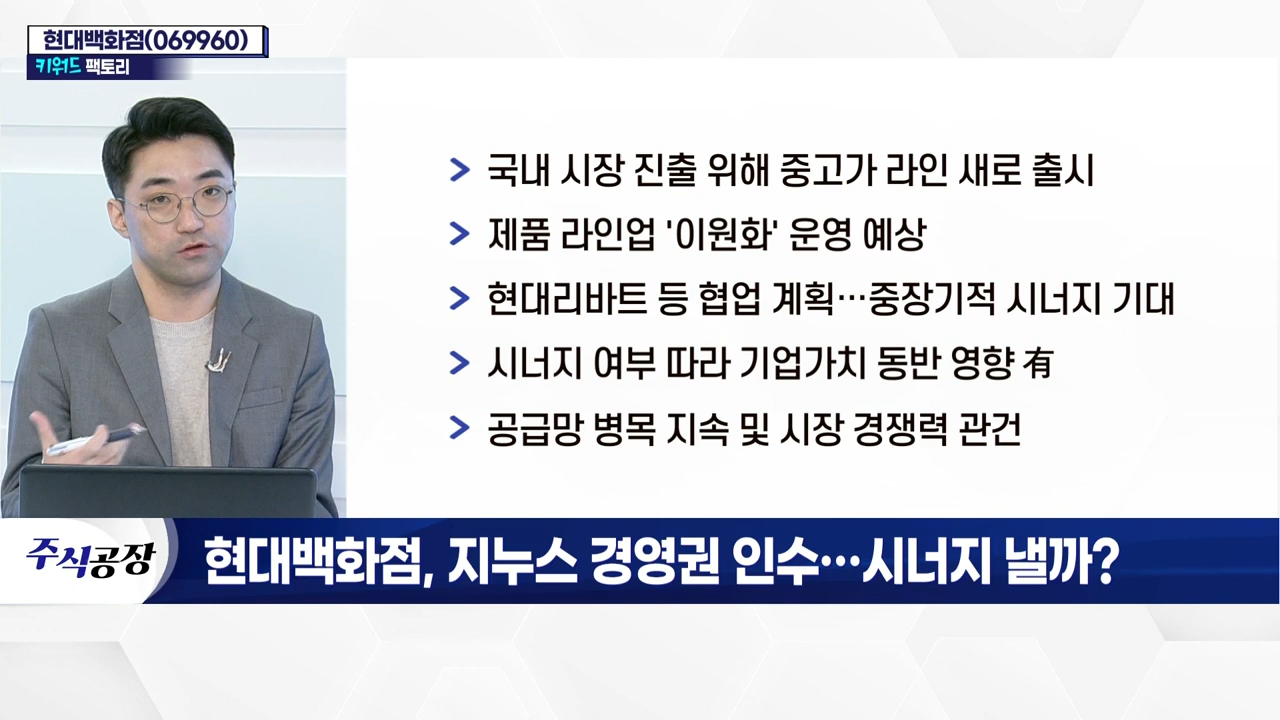 현대백화점(069960)
키워드 팩토리
> 국내 시장 진출 위해 중고가 라인 새로 출시
> 제품 라인업 '이원화' 운영 예상
> 현대리바트 등 협업 계획…중장기적 시너지 기대
> 시너지 여부 따라 기업가치 동반 영향 有
> 공급망 병목 지속 및 시장 경쟁력 관건
주식공장
현대백화점, 지누스 경영권 인수…시너지 낼까?